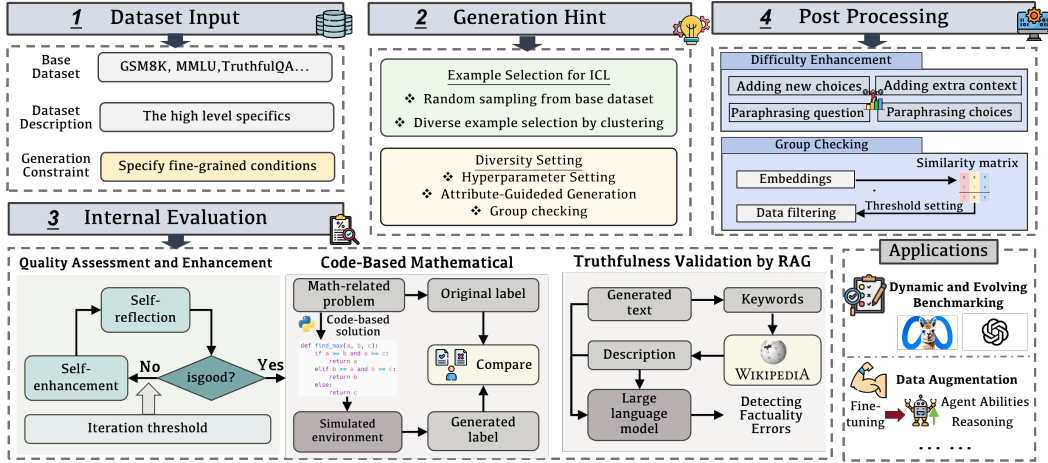 1 Dataset Input
Base
Dataset
GSM8K, MMLU,TruthfulQA...
Dataset
Description
The high level specifics
Generation
Constraint
Specify fine-grained conditions
2 Generation Hint
Example Selection for ICL
❖ Random sampling from base dataset
❖ Diverse example selection by clustering
Diversity Setting
❖ Hyperparameter Setting
❖ Attribute-Guideded Generation
❖ Group checking
4 Post Processing
Difficulty Enhancement
Adding new choices
Adding extra context
Paraphrasing question
Paraphrasing choices
Group Checking
Similarity matrix
Embeddings
Threshold setting
Data filtering
3 Internal Evaluation
Quality Assessment and Enhancement
Self-
reflection
Self-
enhancement
No
isgood?
Yes
Iteration threshold
Code-Based Mathematical
Math-related
problem
Original label
Code-based
solution
def find_max(a, b, c):
if a >= b and a >= c:
return a
elif b >= a and b >= c:
return b
else:
return c
Compare
Simulated
environment
Generated
label
Truthfulness Validation by RAG
Generated
text
Keywords
Description
WIKIPEDIA
Large
language
model
Detecting
Factuality
Errors
Applications
Dynamic and Evolving
Benchmarking
Data Augmentation
Fine-
tuning
Agent Abilities
Reasoning
... ...